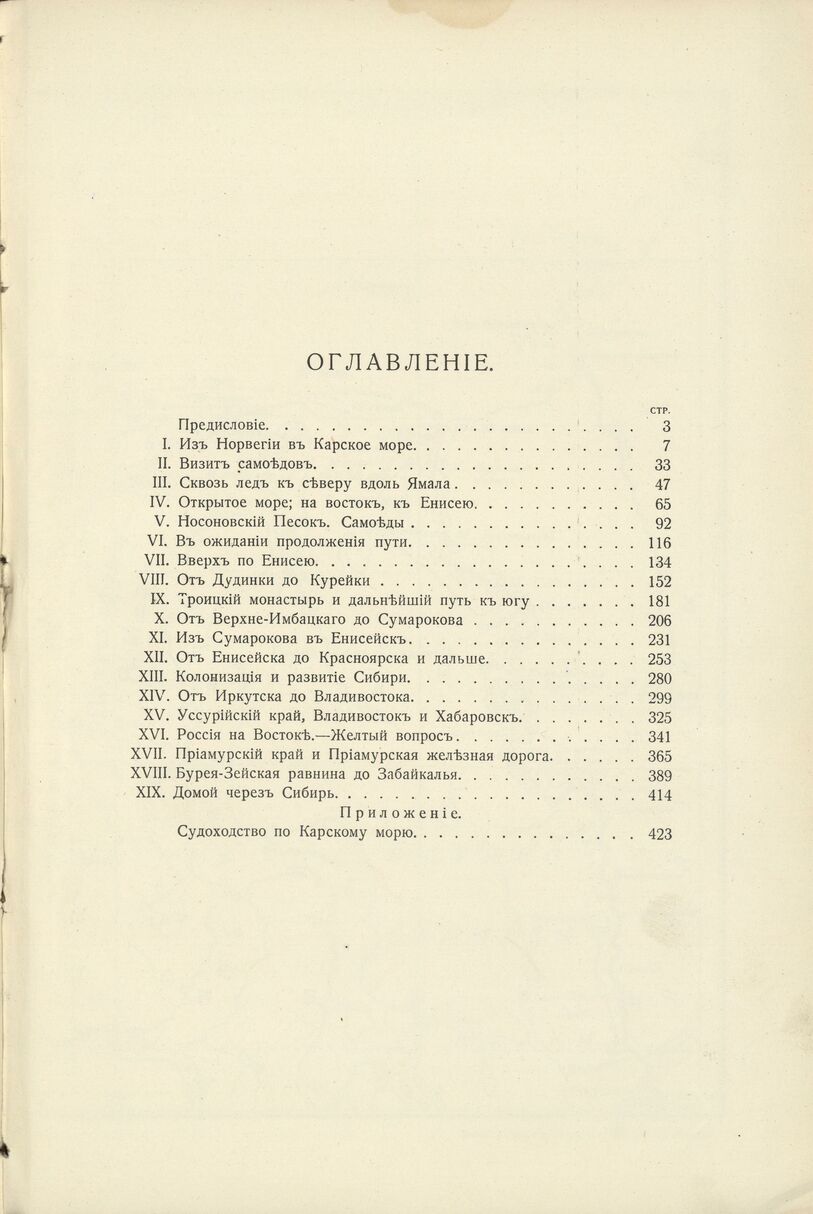 ОГЛАВЛЕНІЕ.
СТР.
Предисловіе. . . . . . . . . . . . . . . . . . . . . . . . 3
I. Изъ Норвегіи въ Карское море. . . . . . . . . . . . . . . 7
II. Визитъ самоѣдовъ. . . . . . . . . . . . . . . . . . . . . 33
III. Сквозь ледъ къ сѣверу вдоль Ямала . . . . . . . . . . . . 47
IV. Открытое море; на востокъ, къ Енисею. . . . . . . . . . . 65
V. Носоновскій Песокъ. Самоѣды . . . . . . . . . . . . . . . 92
VI. Въ ожиданіи продолженія пути. . . . . . . . . . . . . . . 116
VII. Вверхъ по Енисею. . . . . . . . . . . . . . . . . . . . . 134
VIII. Отъ Дудинки до Курейки . . . . . . . . . . . . . . . . . 152
IX. Троицкій монастырь и дальнѣйшій путь къ югу . . . . . . . 181
X. Отъ Верхне-Имбацкаго до Сумарокова . . . . . . . . . . . 206
XI. Изъ Сумарокова въ Енисейскъ. . . . . . . . . . . . . . . 231
XII. Отъ Енисейска до Красноярска и дальше. . . . . . . . . . 253
XIII. Колонизація и развитіе Сибири. . . . . . . . . . . . . . . 280
XIV. Отъ Иркутска до Владивостока. . . . . . . . . . . . . . . 299
XV. Уссурійскій край, Владивостокъ и Хабаровскъ. . . . . . . . 325
XVI. Россія на Востокѣ.—Желтый вопросъ . . . . . . . . . . . . 341
XVII. Пріамурскій край и Пріамурская желѣзная дорога. . . . . . 365
XVIII. Бурея-Зейская равнина до Забайкалья. . . . . . . . . . . . 389
XIX. Домой черезъ Сибирь. . . . . . . . . . . . . . . . . . . . 414
Приложеніе.
Судоходство по Карскому морю. . . . . . . . . . . . . . . 423